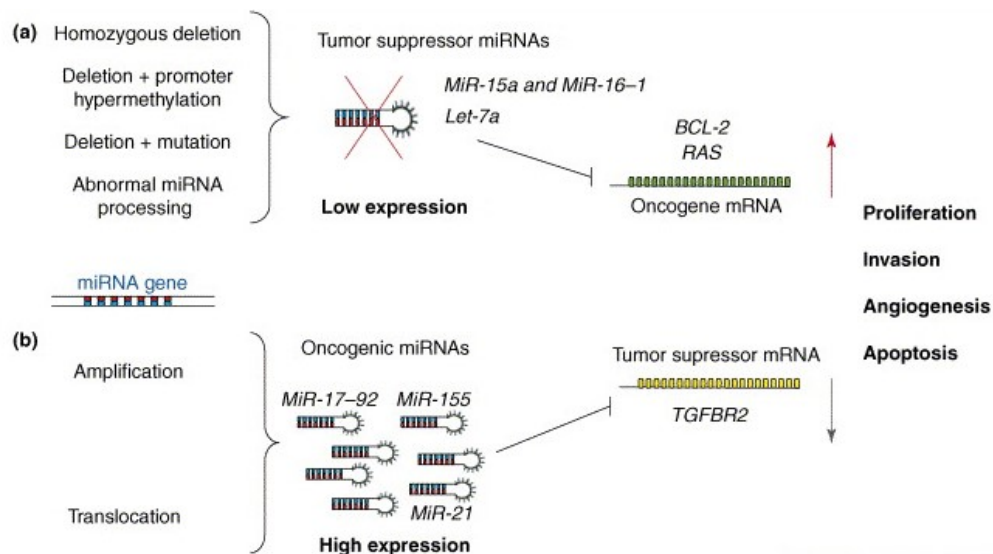 (a)
Homozygous deletion
Deletion + promoter
hypermethylation
Deletion + mutation
Abnormal miRNA
processing
Tumor suppressor miRNAs
MiR-15a and MiR-16–1
Let-7a
Low expression
BCL-2
RAS
Oncogene mRNA
Proliferation
Invasion
Angiogenesis
Apoptosis
miRNA gene
(b)
Amplification
Translocation
Oncogenic miRNAs
MiR-17–92 MiR-155
MiR-21
High expression
Tumor supressor mRNA
TGFBR2